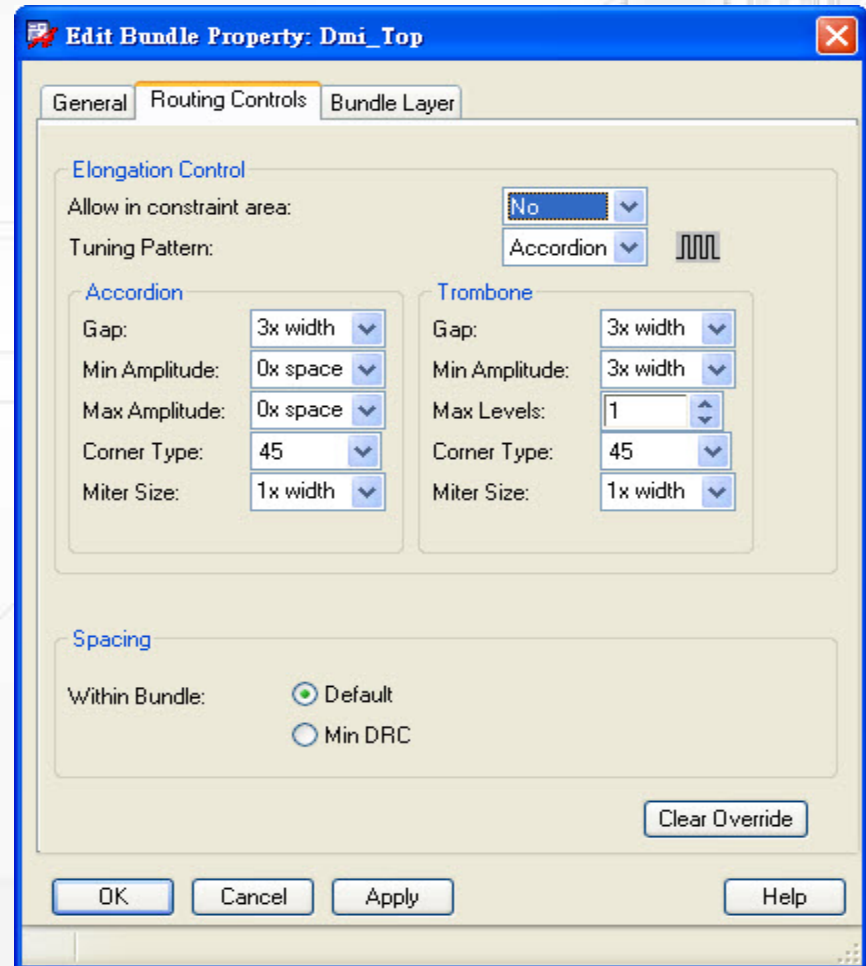 Edit Bundle Property: Dmi_Top
General Routing Controls Bundle Layer
Elongation Control
Allow in constraint area: No
Tuning Pattern: Accordion
Accordion
Gap: 3x width
Min Amplitude: 0x space
Max Amplitude: 0x space
Corner Type: 45
Miter Size: 1x width
Trombone
Gap: 3x width
Min Amplitude: 3x width
Max Levels: 1
Corner Type: 45
Miter Size: 1x width
Spacing
Within Bundle: Default
Min DRC
Clear Override
OK Cancel Apply Help